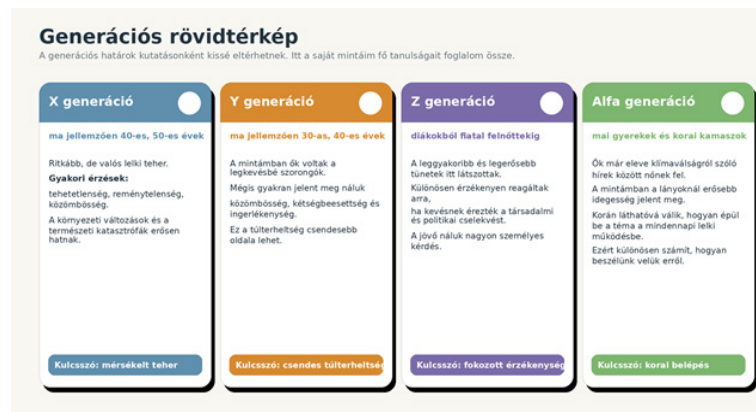 Generációs rövidtérkép
A generációs határok kutatásonként kissé eltérhetnek. Itt a saját mintáim fő tanulságait foglalom össze.
X generáció
ma jellemzően 40-es, 50-es évek
Ritkább, de valós lelki teher.
Gyakori érzések:
tehetetlenség, reménytelenség,
közömbösség.
A környezeti változások és a
természeti katasztrófák erősen
hatnak.
Kulcsszó: mérsékelt teher
Y generáció
ma jellemzően 30-as, 40-es évek
A mintámban ők voltak a
legkevésbé szorongók.
Mégis gyakran jelent meg náluk
közömbösség, kétségbeesettség és
ingerlékenység.
Ez a túlterheltség csendesebb
oldala lehet.
Kulcsszó: csendes túlterheltség
Z generáció
diákokból fiatal felnőttekig
A leggyakoribb és legerősebb
tünetek itt látszottak.
Különösen érzékenyen reagáltak
arra,
ha kevésnek érezték a társadalmi
és politikai cselekvést.
A jövő náluk nagyon személyes
kérdés.
Kulcsszó: fokozott érzékenység
Alfa generáció
mai gyerekek és korai kamaszok
Ők már eleve klímaválságról szóló
hírek között nőnek fel.
A mintámban a lányoknál erősebb
idegesség jelent meg.
Korán láthatóvá válik, hogyan épül
be a téma a mindennapi lelki
működésbe.
Ezért különösen számít, hogyan
beszélünk velük erről.
Kulcsszó: korai belépés